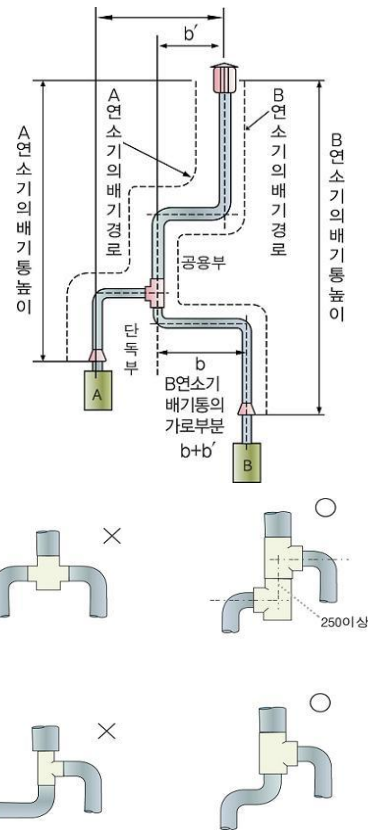 b′
A연소기의배기통높이
A연소기의배기경로
B연소기의배기경로
B연소기의배기통높이
공용부
단독부
b
B연소기
배기통의
가로부분
b+b′
A
B
×
○
250이상
×
○